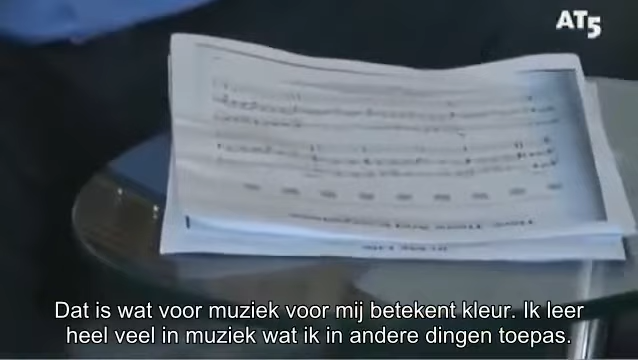 AT5
Dat is wat voor muziek voor mij betekent kleur. Ik leer
heel veel in muziek wat ik in andere dingen toepas.